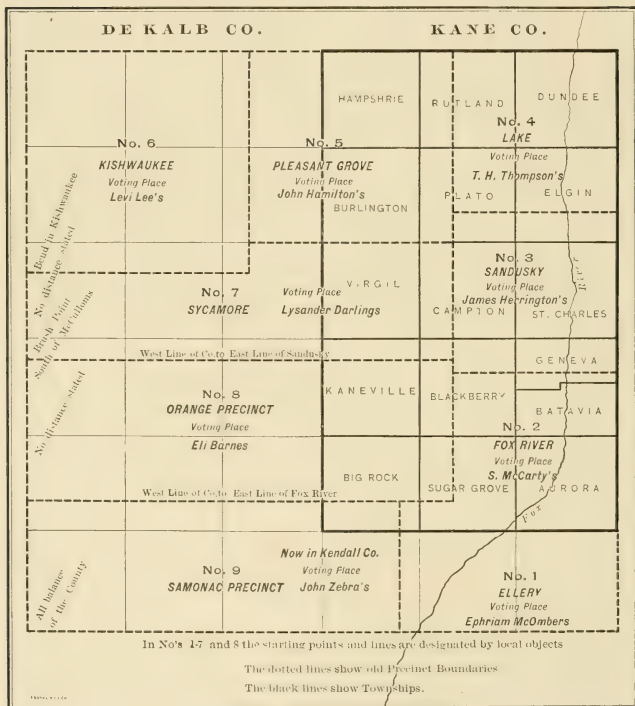 DE KALB CO.
KANE CO.
HAMPSHRIE
RUTLAND
DUNDEE
No. 6
KISHWAUKEE
Voting Place
Levi Lee's
No. 5
PLEASANT GROVE
Voting Place
John Hamilton's
BURLINGTON
No. 4
LAKE
Voting Place
T. H. Thompson's
PLATO
ELGIN
Bend in Kishwaukee
No distance stated
Brush Point
South of McCulloms
No distance stated
All balance
of the County
No. 7
SYCAMORE
Voting Place
Lysander Darlings
VIRGIL
No. 3
SANDUSKY
Voting Place
James Herrington's
CAMPTON
ST. CHARLES
River
West Line of Co. to East Line of Sandusky
GENEVA
No. 8
ORANGE PRECINCT
Voting Place
Eli Barnes
KANEVILLE
BLACKBERRY
BATAVIA
No. 2
FOX RIVER
Voting Place
S. McCarty's
BIG ROCK
SUGAR GROVE
AURORA
Fox
West Line of Co. to East Line of Fox River
No. 9
SAMONAC PRECINCT
Now in Kendall Co.
Voting Place
John Zebra's
No. 1
ELLERY
Voting Place
Ephriam McOmbers
In No's 1-7 and 8 the starting points and lines are designated by local objects
The dotted lines show old Precinct Boundaries
The black lines show Townships.